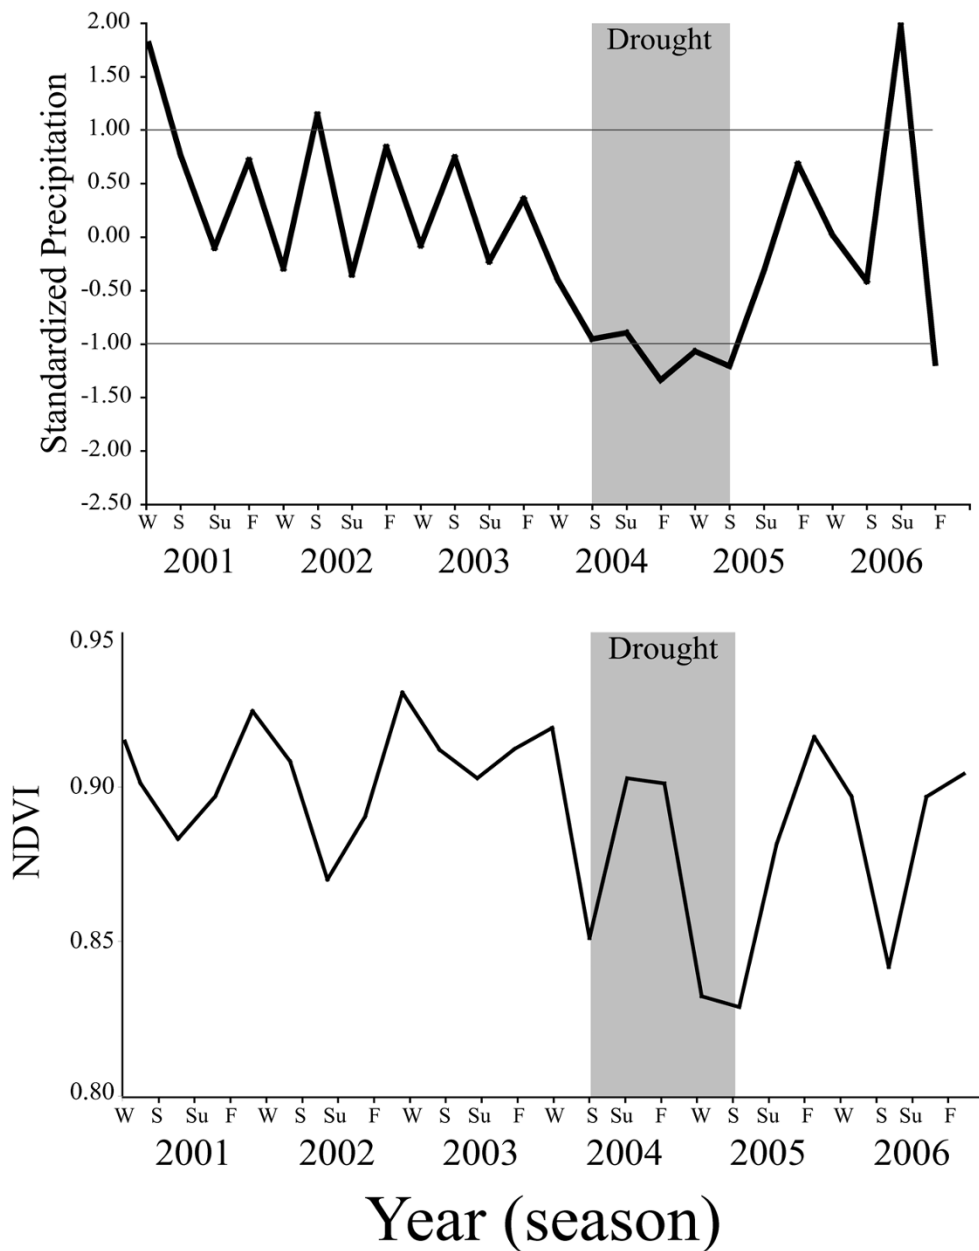 2.00
Drought
1.50
1.00
0.50
0.00
-0.50
-1.00
-1.50
-2.00
-2.50
Standardized Precipitation
W S Su F W S Su F W S Su F W S Su F W S Su F W S Su F
2001 2002 2003 2004 2005 2006
0.95
Drought
0.90
0.85
0.80
NDVI
W S Su F W S Su F W S Su F W S Su F W S Su F W S Su F
2001 2002 2003 2004 2005 2006
Year (season)